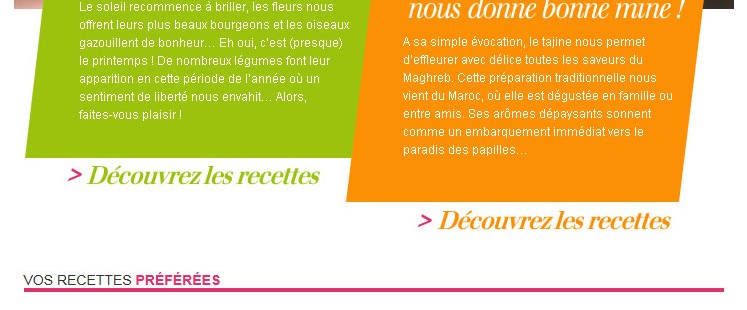 Le soleil recommence à briller, les fleurs nous
offrent leurs plus beaux bourgeons et les oiseaux
gazouillent de bonheur… Eh oui, c'est (presque)
le printemps ! De nombreux légumes font leur
apparition en cette période de l'année où un
sentiment de liberté nous envahit… Alors,
faites-vous plaisir !
> Découvrez les recettes
nous donne bonne mine !
A sa simple évocation, le tajine nous permet
d'effleurer avec délice toutes les saveurs du
Maghreb. Cette préparation traditionnelle nous
vient du Maroc, où elle est dégustée en famille ou
entre amis. Ses arômes dépaysants sonnent
comme un embarquement immédiat vers le
paradis des papilles…
> Découvrez les recettes
VOS RECETTES PRÉFÉRÉES